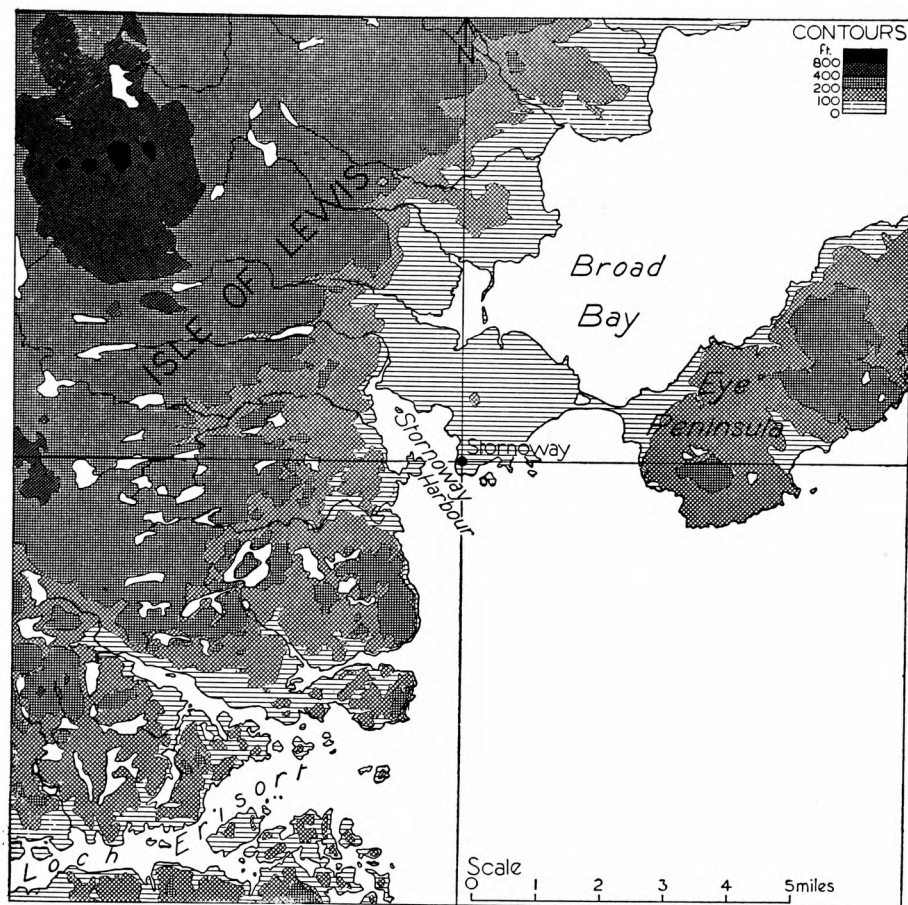 CONTOURS
ft.
800
400
200
100
0
N
ISLE OF LEWIS
Broad
Bay
Eye
Peninsula
Stornoway
Stornoway
Harbour
Loch Erisort
Scale
0 1 2 3 4 5 miles